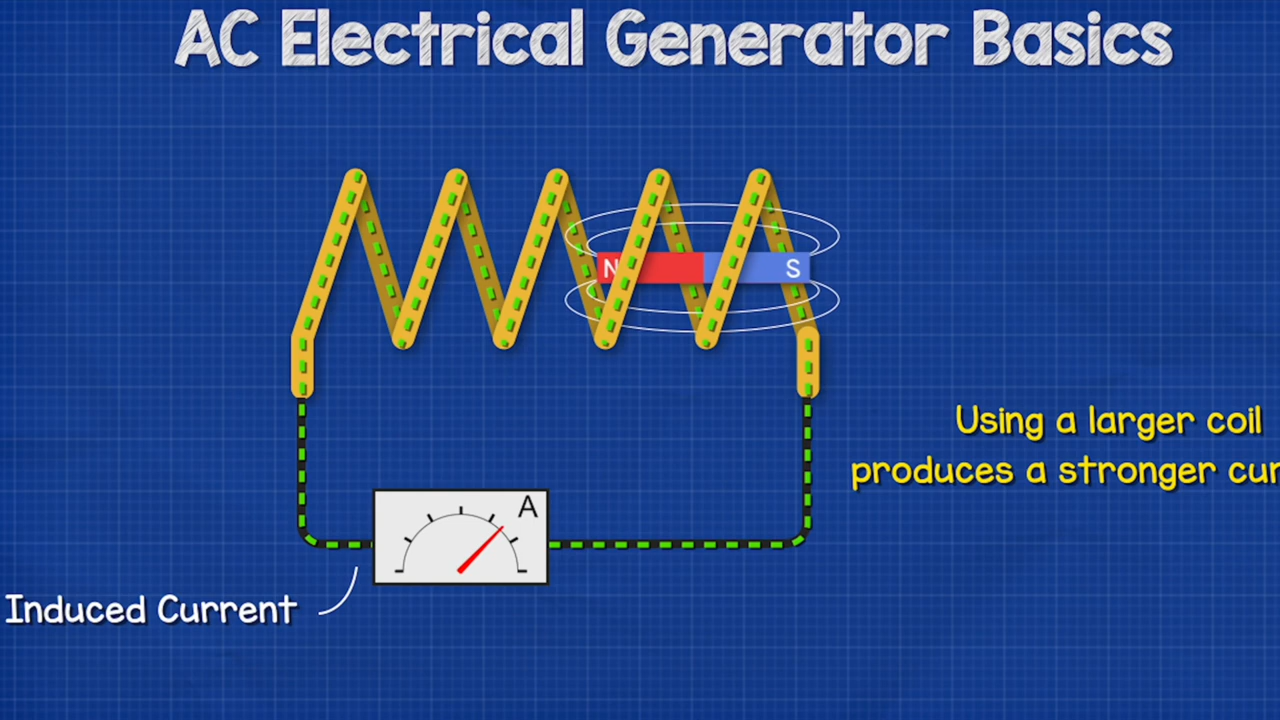 AC Electrical Generator Basics
N
S
Using a larger coil
produces a stronger
A
Induced Current